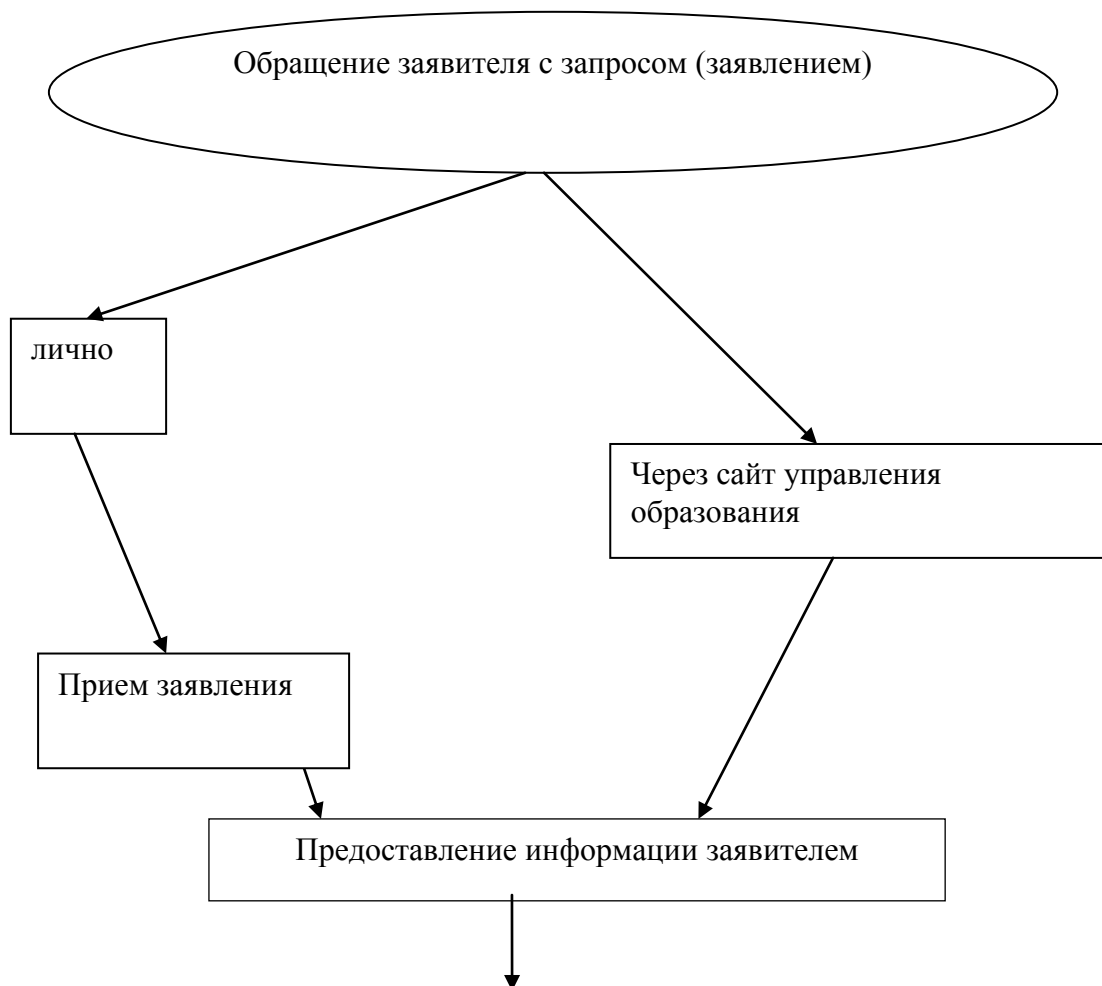 Обращение заявителя с запросом (заявлением)
лично
Через сайт управления
образования
Прием заявления
Предоставление информации заявителем